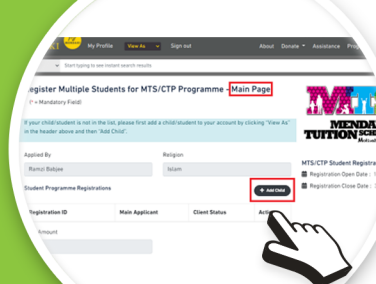 My Profile View As Sign out About Donate Assistance
Start typing to see instant search results
Register Multiple Students for MTS/CTP Programme - Main Page
(* = Mandatory Field)
If your child/student is not in the list, please first add a child/student to your account by clicking "View As"
in the header above and then "Add Child".
Applied By Religion
Ramzi Babjee Islam
Student Programme Registrations + Add Child
Registration ID Main Applicant Client Status
Amount
MENDA
TUITION SCHE
MTS/CTP Student Registra
Registration Open Date :
Registration Close Date :